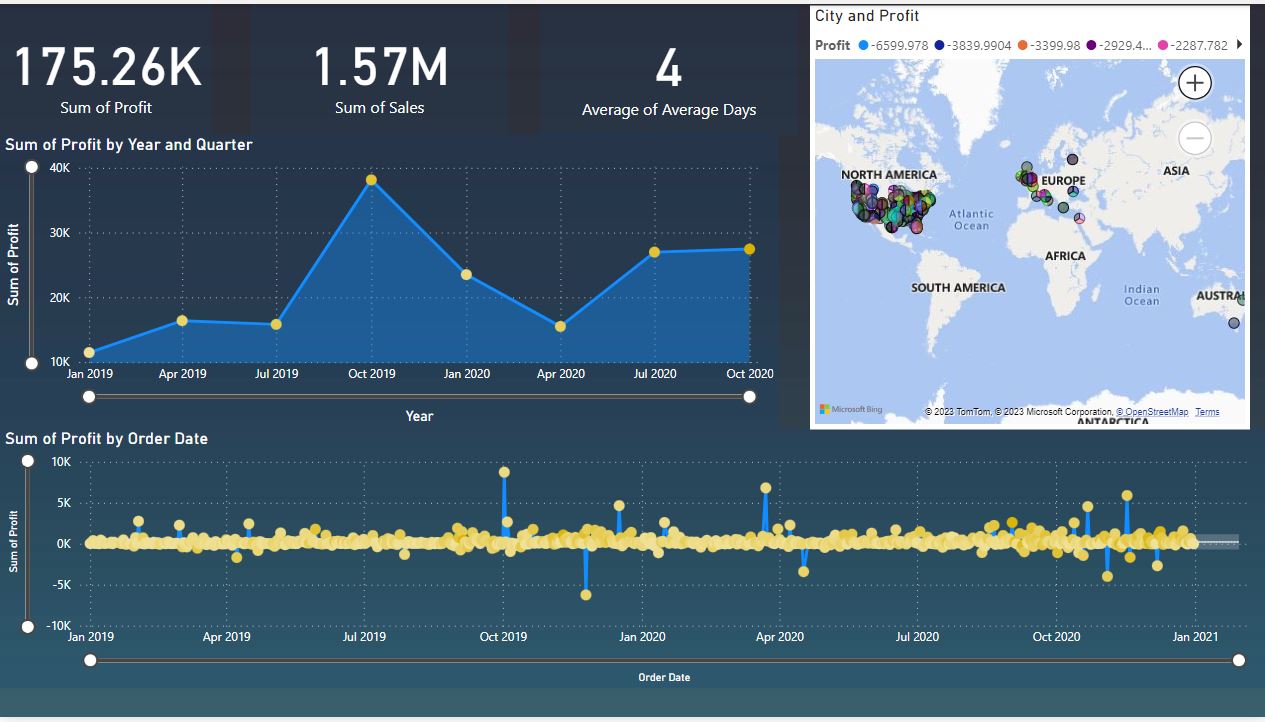 175.26K
Sum of Profit
1.57M
Sum of Sales
4
Average of Average Days
City and Profit
Profit -6599.978 -3839.9904 -3399.98 -2929.4... -2287.782
NORTH AMERICA
EUROPE
ASIA
Atlantic
Ocean
AFRICA
SOUTH AMERICA
Indian
Ocean
AUSTRAL
Microsoft Bing
© 2023 TomTom, © 2023 Microsoft Corporation, © OpenStreetMap Terms
ANTARCTICA
Sum of Profit by Year and Quarter
Sum of Profit
40K
30K
20K
10K
Jan 2019 Apr 2019 Jul 2019 Oct 2019 Jan 2020 Apr 2020 Jul 2020 Oct 2020
Year
Sum of Profit by Order Date
Sum of Profit
10K
5K
0K
-5K
-10K
Jan 2019 Apr 2019 Jul 2019 Oct 2019 Jan 2020 Apr 2020 Jul 2020 Oct 2020 Jan 2021
Order Date